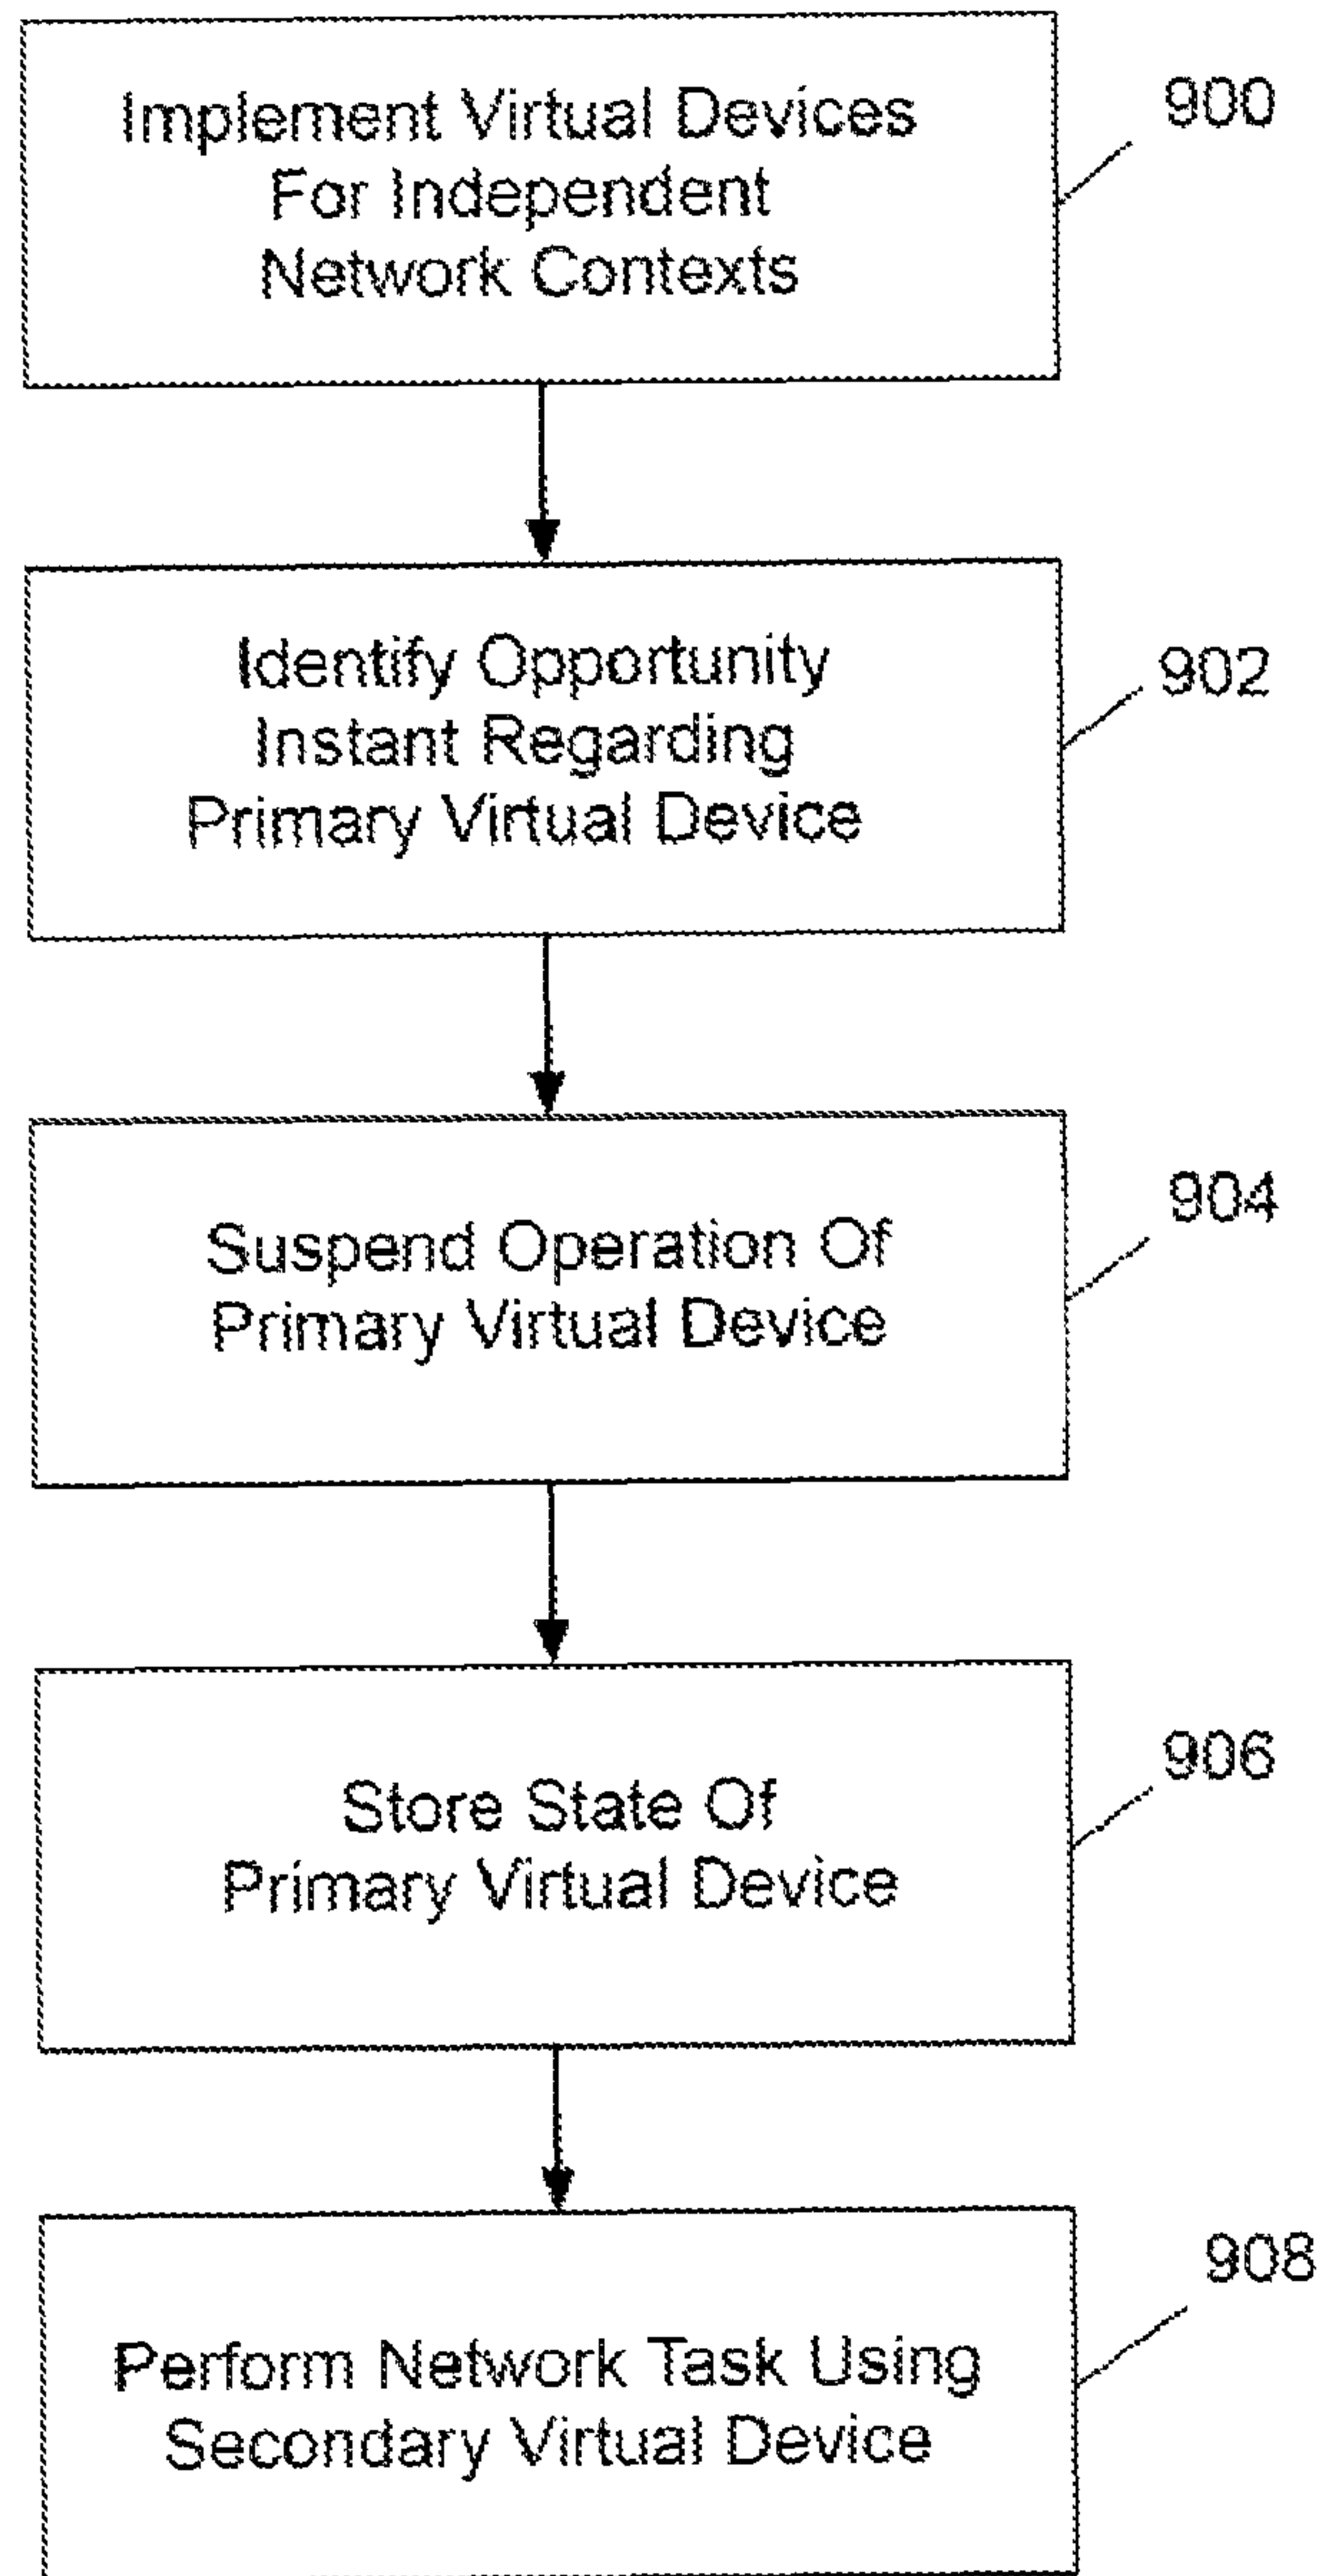 Implement Virtual Devices
For Independent
Network Contexts
900
Identify Opportunity
Instant Regarding
Primary Virtual Device
902
Suspend Operation Of
Primary Virtual Device
904
Store State Of
Primary Virtual Device
906
Perform Network Task Using
Secondary Virtual Device
908